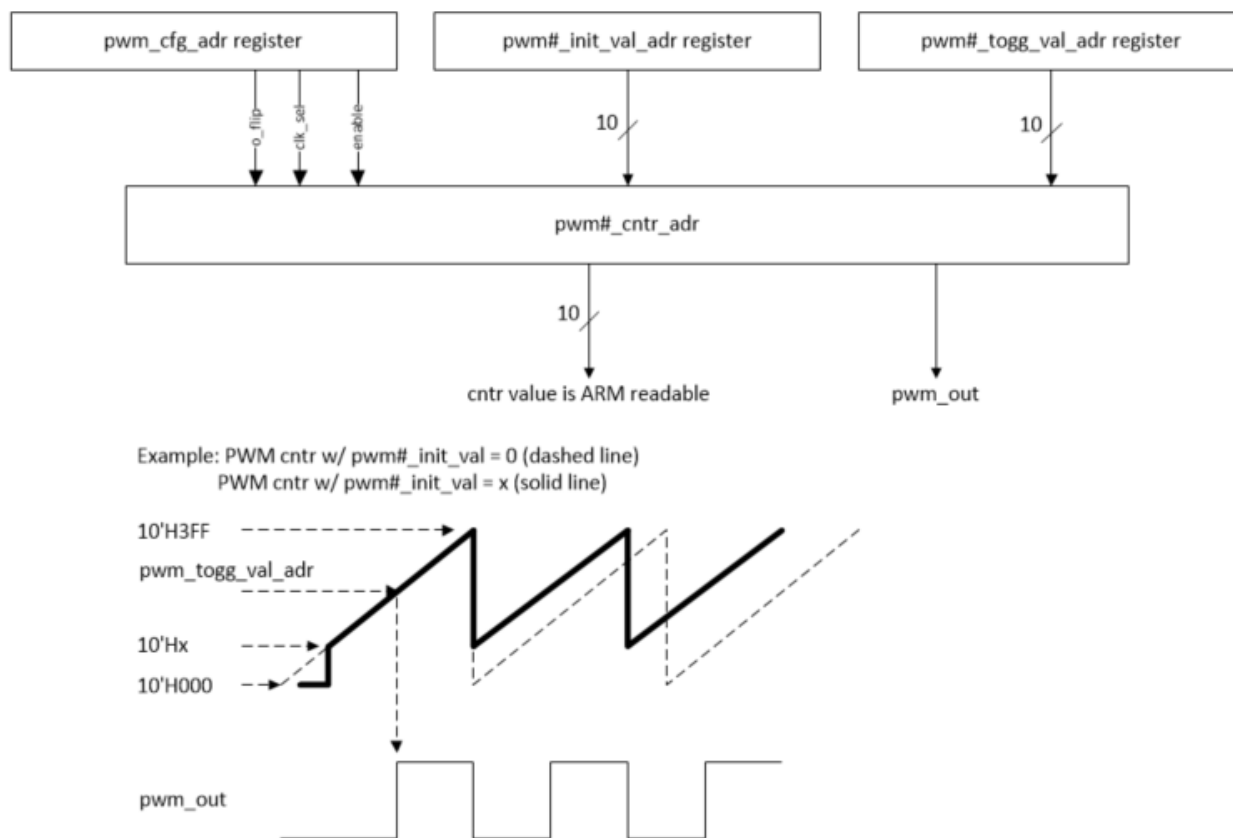 pwm_cfg_adr register
pwm#_init_val_adr register
pwm#_togg_val_adr register
o_flip
clk_sel
enable
10
10
pwm#_cntr_adr
10
cntr value is ARM readable
pwm_out
Example: PWM cntr w/ pwm#_init_val = 0 (dashed line)
PWM cntr w/ pwm#_init_val = x (solid line)
10'H3FF
pwm_togg_val_adr
10'Hx
10'H000
pwm_out